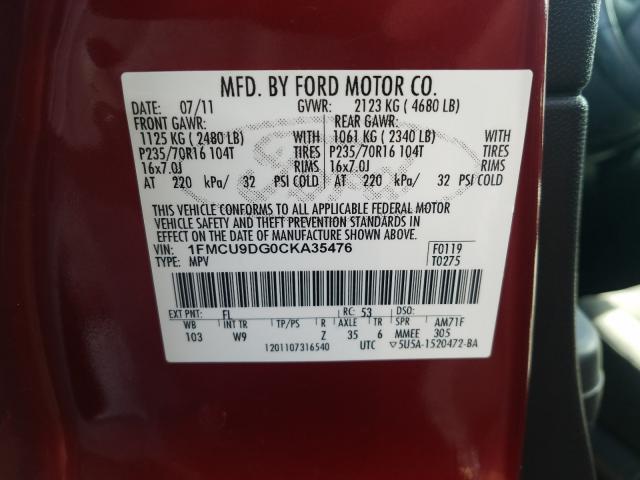 MFD. BY FORD MOTOR CO.
DATE: 07/11 GVWR: 2123 KG ( 4680 LB)
FRONT GAWR: REAR GAWR:
1125 KG ( 2480 LB) WITH 1061 KG ( 2340 LB) WITH
P235/70R16 104T TIRES P235/70R16 104T TIRES
16x7.0J RIMS 16x7.0J RIMS
AT 220 kPa/ 32 PSI COLD AT 220 kPa/ 32 PSI COLD
THIS VEHICLE CONFORMS TO ALL APPLICABLE FEDERAL MOTOR
VEHICLE SAFETY AND THEFT PREVENTION STANDARDS IN
EFFECT ON THE DATE OF MANUFACTURE SHOWN ABOVE.
VIN: 1FMCU9DG0CKA35476 F0119
TYPE: MPV T0275
EXT PNT: FL RC: 53 DSO:
WB INT TR TP/PS R AXLE TR SPR AM71F
103 W9 Z 35 6 MMEE 305
1201107316540 UTC ▽5U5A-1520472-BA